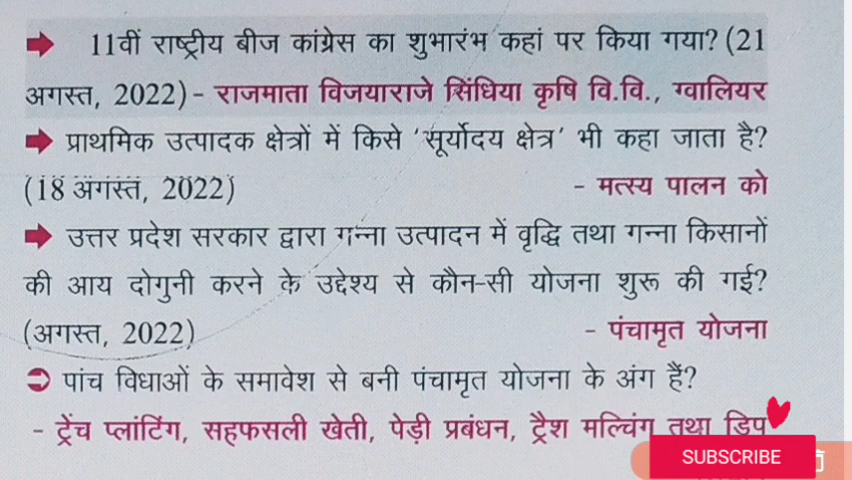 11वीं राष्ट्रीय बीज कांग्रेस का शुभारंभ कहां पर किया गया? (21
अगस्त, 2022) - राजमाता विजयाराजे सिंधिया कृषि वि.वि., ग्वालियर
प्राथमिक उत्पादक क्षेत्रों में किसे 'सूर्योदय क्षेत्र' भी कहा जाता है?
(18 अगस्त, 2022) - मत्स्य पालन को
उत्तर प्रदेश सरकार द्वारा गन्ना उत्पादन में वृद्धि तथा गन्ना किसानों
की आय दोगुनी करने के उद्देश्य से कौन-सी योजना शुरू की गई?
(अगस्त, 2022) - पंचामृत योजना
पांच विधाओं के समावेश से बनी पंचामृत योजना के अंग हैं?
- ट्रेंच प्लांटिंग, सहफसली खेती, पेड़ी प्रबंधन, ट्रैश मल्चिंग तथा डिप
SUBSCRIBE